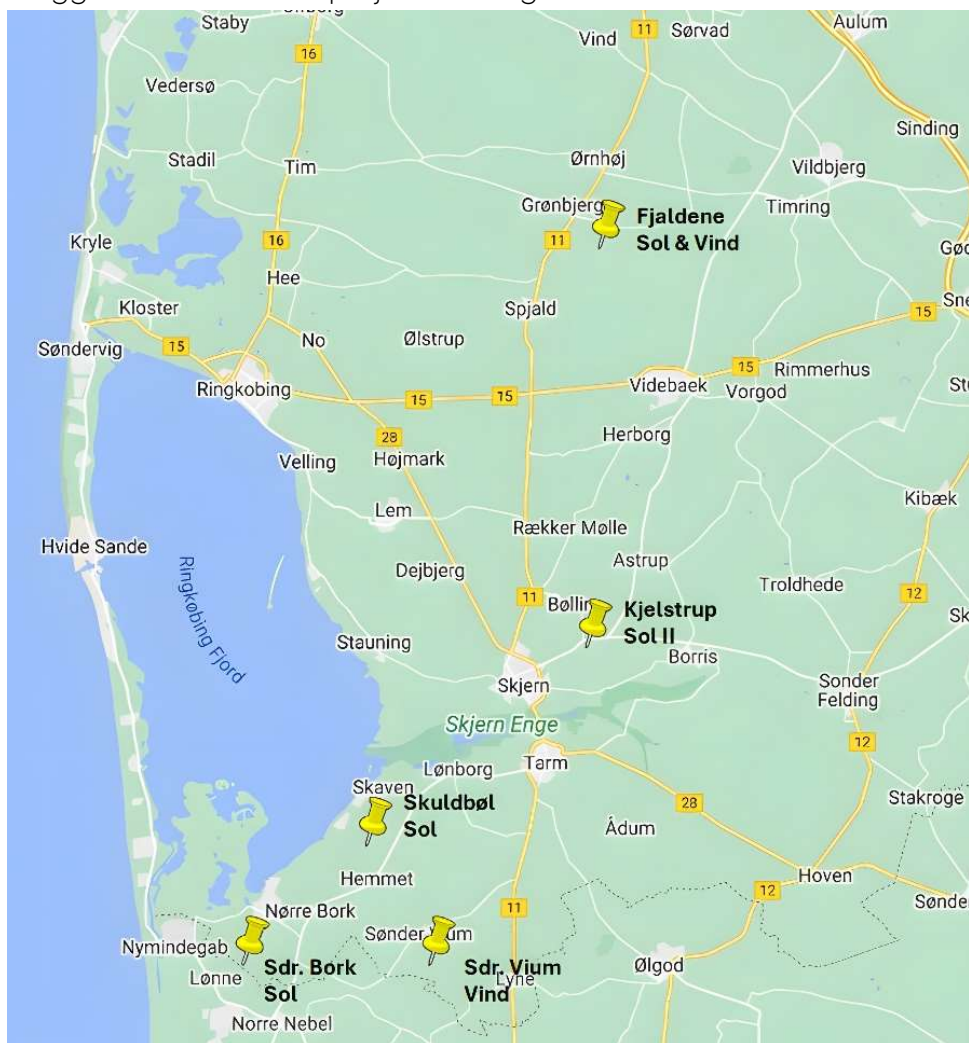 Staby
Vind
11
Sørvad
Aulum
16
Vedersø
Sinding
Stadil
Tim
Ørnhøj
Vildbjerg
Grønbjerg
Timring
Fjaldene
Sol & Vind
Kryle
16
11
Hee
Kloster
Spjald
15
No
Ølstrup
Søndervig
15
Rimmerhus
Ringkobing
15
15
Videbaek
15
Vorgod
28
Højmark
Herborg
Velling
Lem
Kibæk
Rækker Mølle
Hvide Sande
Astrup
Dejbjerg
Troldhede
12
11
Kjelstrup
Sol II
Ringkøbing Fjord
Stauning
Borris
Skjern
Sonder
Felding
Skjern Enge
12
Lønborg
Tarm
Skaven
Skuldbøl
Sol
28
Stakroge
Ådum
Hemmet
Hoven
12
Nørre Bork
11
Nymindegab
Sønder
Sdr. Bork
Sol
Sdr. Vium
Vind
Ølgod
Lønne
Lyne
Norre Nebel